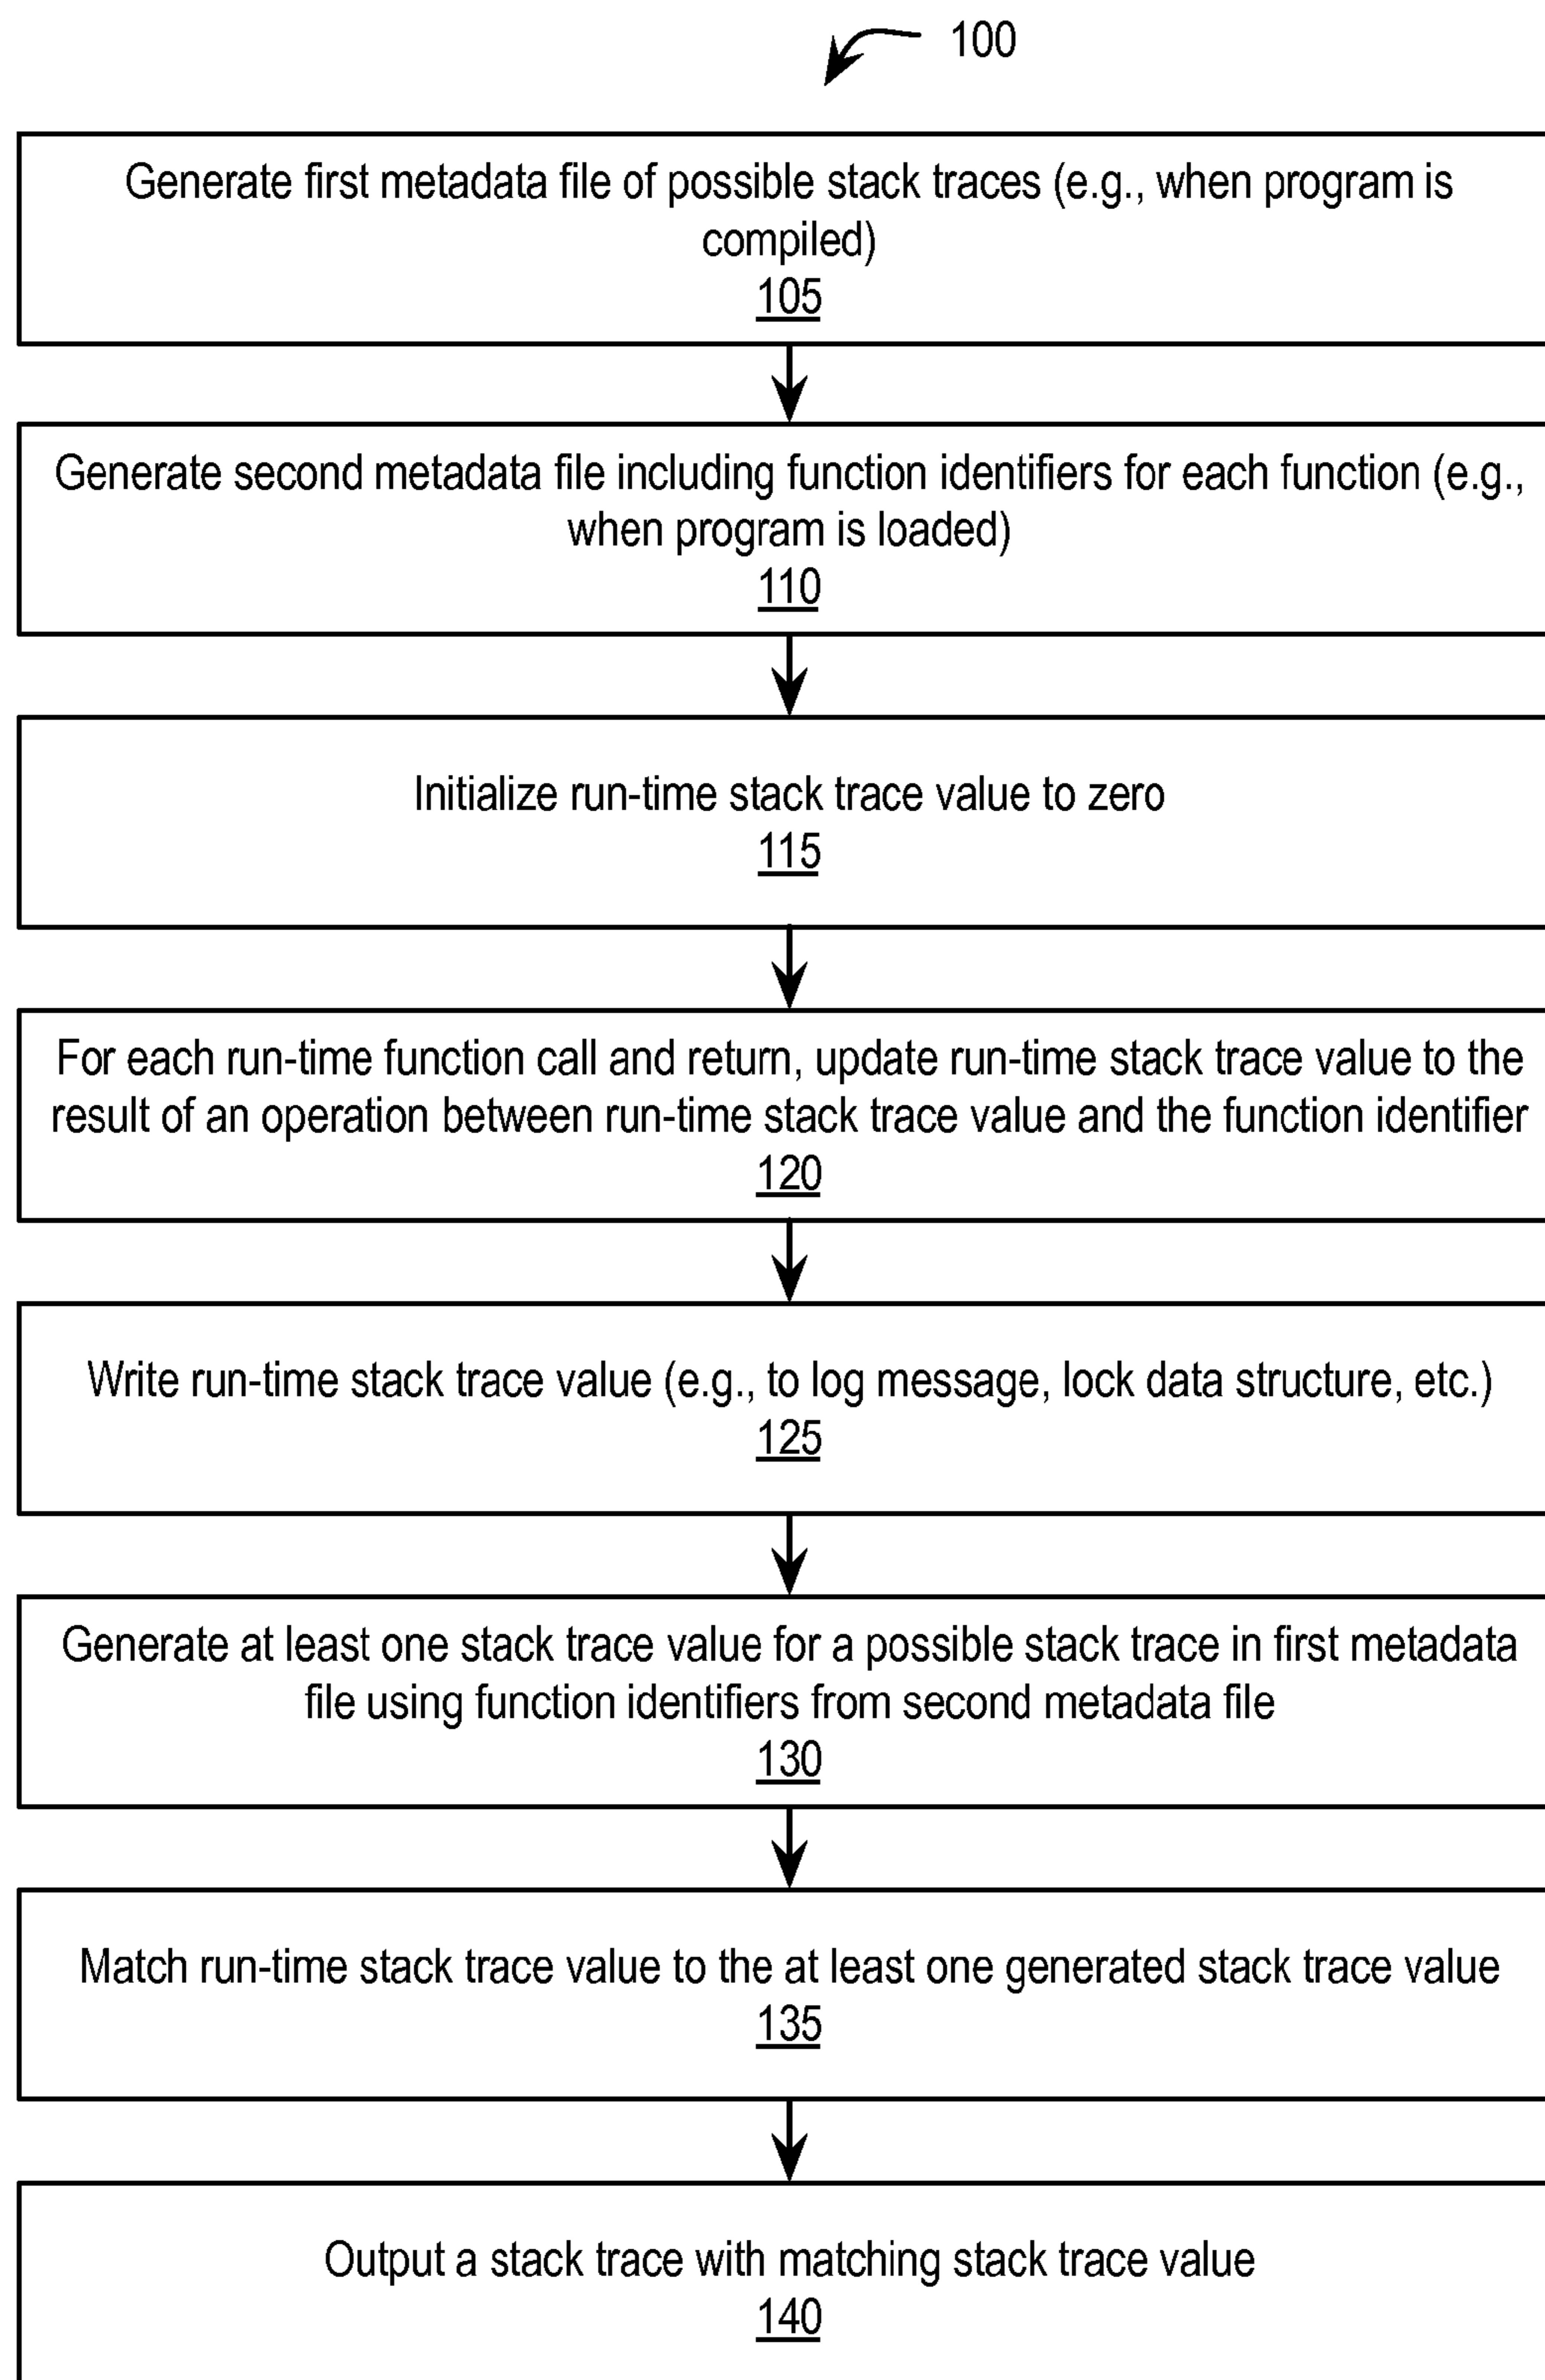 100
Generate first metadata file of possible stack traces (e.g., when program is
compiled)
105
Generate second metadata file including function identifiers for each function (e.g.,
when program is loaded)
110
Initialize run-time stack trace value to zero
115
For each run-time function call and return, update run-time stack trace value to the
result of an operation between run-time stack trace value and the function identifier
120
Write run-time stack trace value (e.g., to log message, lock data structure, etc.)
125
Generate at least one stack trace value for a possible stack trace in first metadata
file using function identifiers from second metadata file
130
Match run-time stack trace value to the at least one generated stack trace value
135
Output a stack trace with matching stack trace value
140